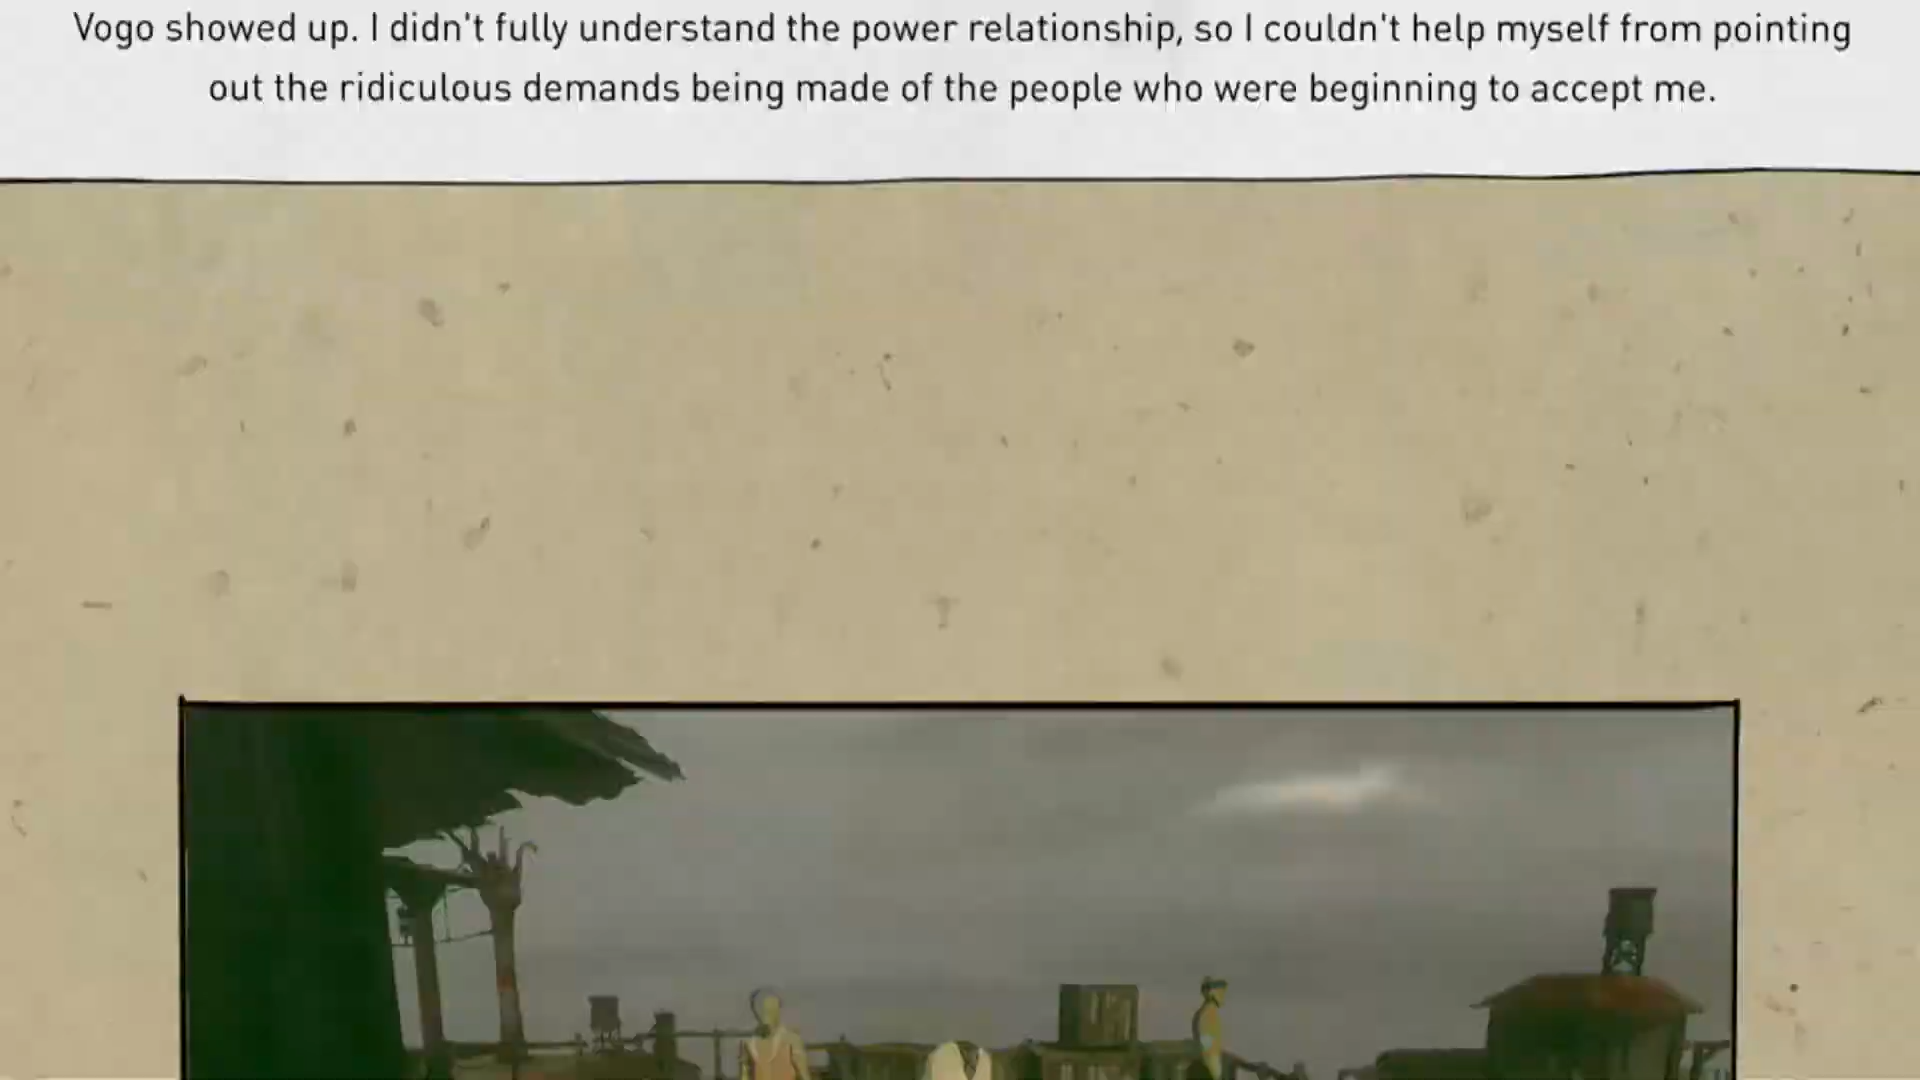 Vogo showed up. I didn't fully understand the power relationship, so I couldn't help myself from pointing
out the ridiculous demands being made of the people who were beginning to accept me.